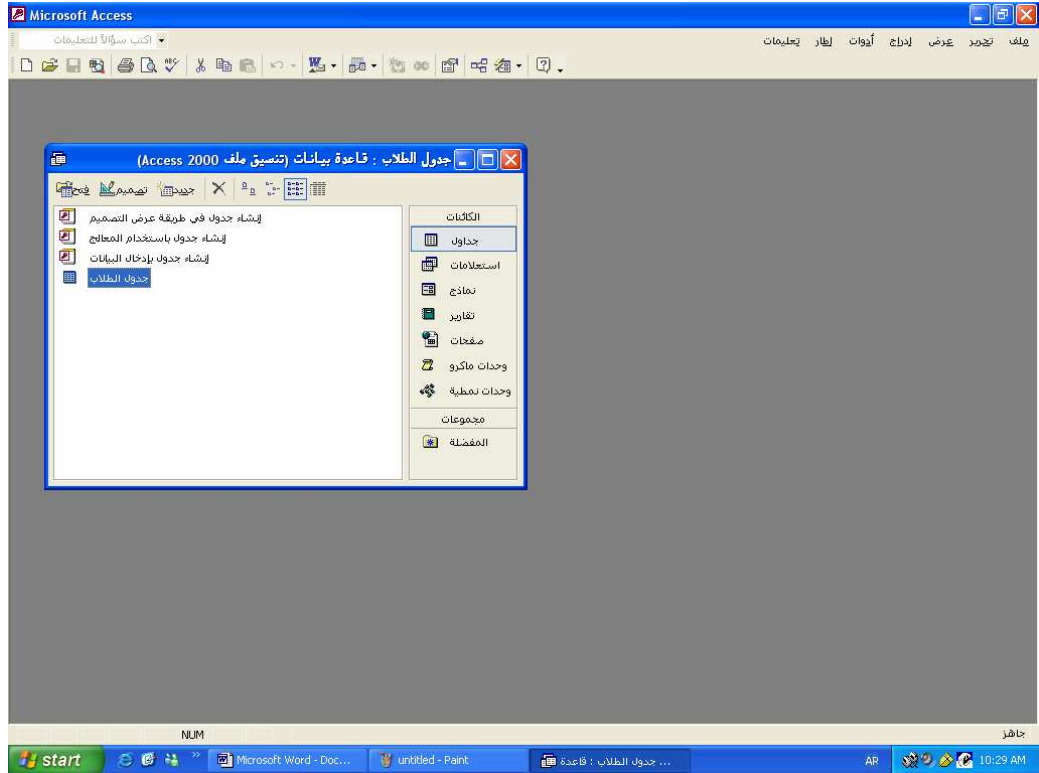 Microsoft Access
ملف تحرير عرض إدراج أدوات إطار تعليمات
اكتب سؤالاً للتعليمات
جدول الطلاب : قاعدة بيانات (تنسيق ملف Access 2000)
فتح تصميم جديد
الكائنات
جداول
استعلامات
نماذج
تقارير
صفحات
وحدات ماكرو
وحدات نمطية
مجموعات
المفضلة
إنشاء جدول في طريقة عرض التصميم
إنشاء جدول باستخدام المعالج
إنشاء جدول بإدخال البيانات
جدول الطلاب
جاهز
NUM
start
Microsoft Word - Doc...
untitled - Paint
جدول الطلاب : قاعدة ...
AR
10:29 AM